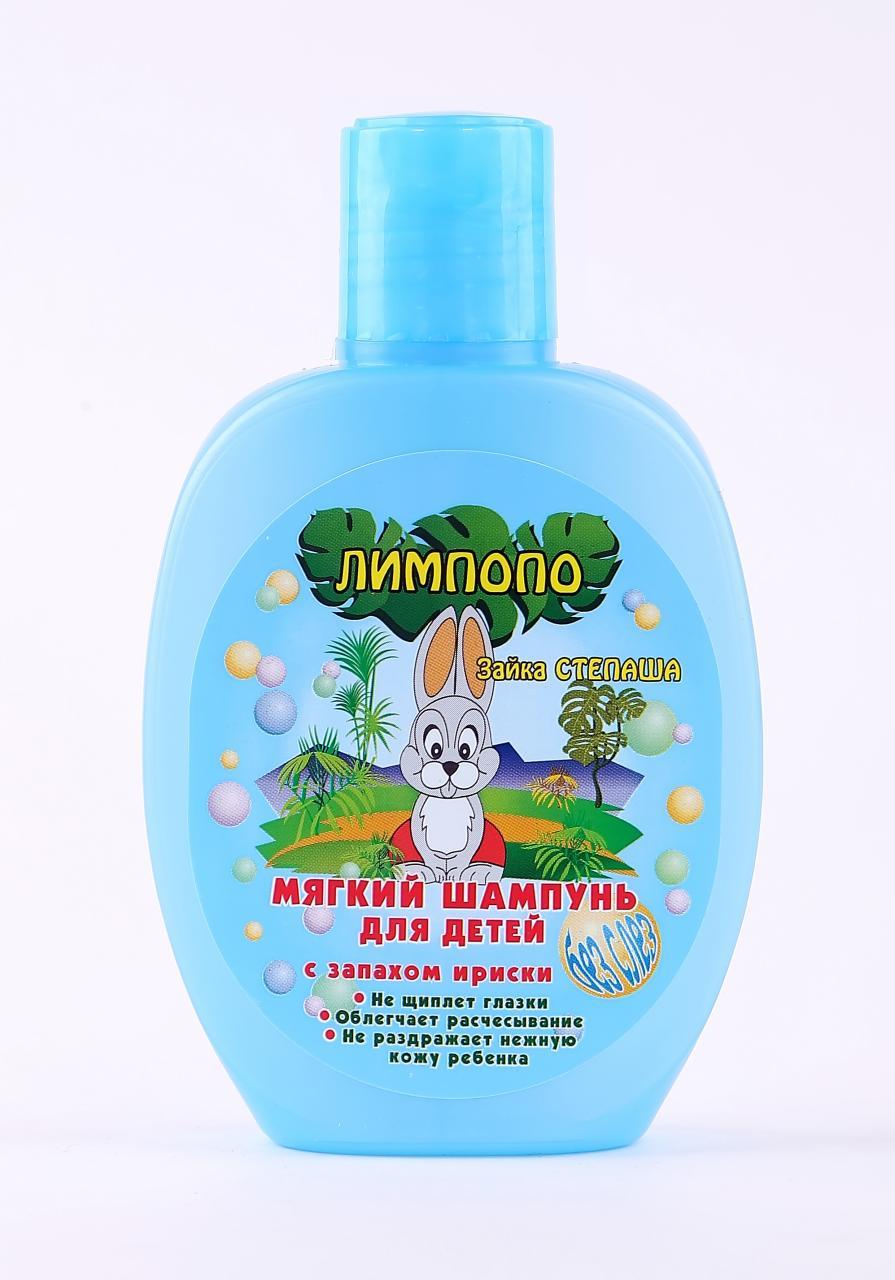 ЛИМПОПО
Зайка СТЕПАША
МЯГКИЙ ШАМПУНЬ
ДЛЯ ДЕТЕЙ
без слез
с запахом ириски
• Не щиплет глазки
• Облегчает расчесывание
• Не раздражает нежную
кожу ребенка